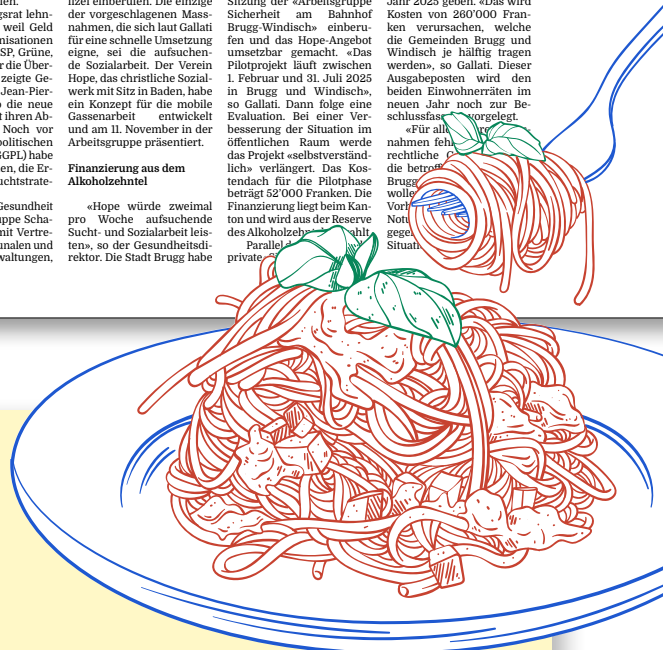 gsrat lehn-
weil Geld
nisationen
SP, Grüne,
r die Über-
zeigte Ge-
Jean-Pier-
o die neue
t ihren Ab-
Noch vor
politischen
GGPL) habe
en, die Er-
uchtstrate-
Gesundheit
uppe Scha-
mit Vertre-
unalen und
waltungen,
lizei einberufen. Die einzige
der vorgeschlagenen Mass-
nahmen, die sich laut Gallati
für eine schnelle Umsetzung
eigne, sei die aufsuchen-
de Sozialarbeit. Der Verein
Hope, das christliche Sozial-
werk mit Sitz in Baden, habe
ein Konzept für die mobile
Gassenarbeit entwickelt
und am 11. November in der
Arbeitsgruppe präsentiert.
Finanzierung aus dem
Alkoholzehntel
«Hope würde zweimal
pro Woche aufsuchende
Sucht- und Sozialarbeit leis-
ten», so der Gesundheitsdi-
rektor. Die Stadt Brugg habe
Sitzung der «Arbeitsgruppe
Sicherheit am Bahnhof
Brugg-Windisch» einberu-
fen und das Hope-Angebot
umsetzbar gemacht. «Das
Pilotprojekt läuft zwischen
1. Februar und 31. Juli 2025
in Brugg und Windisch»,
so Gallati. Dann folge eine
Evaluation. Bei einer Ver-
besserung der Situation im
öffentlichen Raum werde
das Projekt «selbstverständ-
lich» verlängert. Das Kos-
tendach für die Pilotphase
beträgt 52’000 Franken. Die
Finanzierung liegt beim Kan-
ton und wird aus der Reserve
des Alkoholzehn
Parallel
private
Jahr 2025 geben. «Das wird
Kosten von 260’000 Fran-
ken verursachen, welche
die Gemeinden Brugg und
Windisch je hälftig tragen
werden», so Gallati. Dieser
Ausgabeposten wird den
beiden Einwohnerräten im
neuen Jahr noch zur Be-
schlussfas vorgelegt.
«Für all
nahmen feh
rechtliche
die betrof
Brugg
wolle
Vorh
Notu
gege
Situat